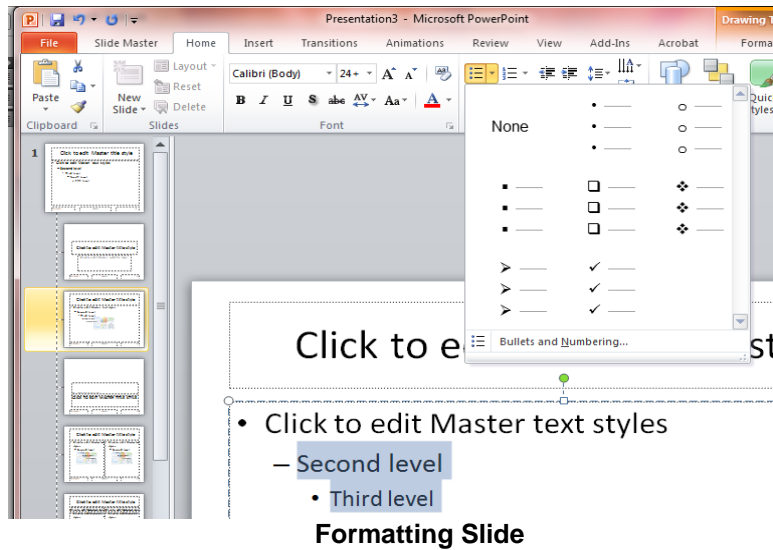 Presentation3 - Microsoft PowerPoint
Drawing T
File Slide Master Home Insert Transitions Animations Review View Add-Ins Acrobat Forma
Paste
New
Slide
Layout
Reset
Delete
Calibri (Body) 24+
B I U S abc AV Aa A
Quic
tyles
Clipboard Slides Font
None
Bullets and Numbering...
1
Click to edit Master title style
Click to e
st
• Click to edit Master text styles
– Second level
• Third level
Formatting Slide